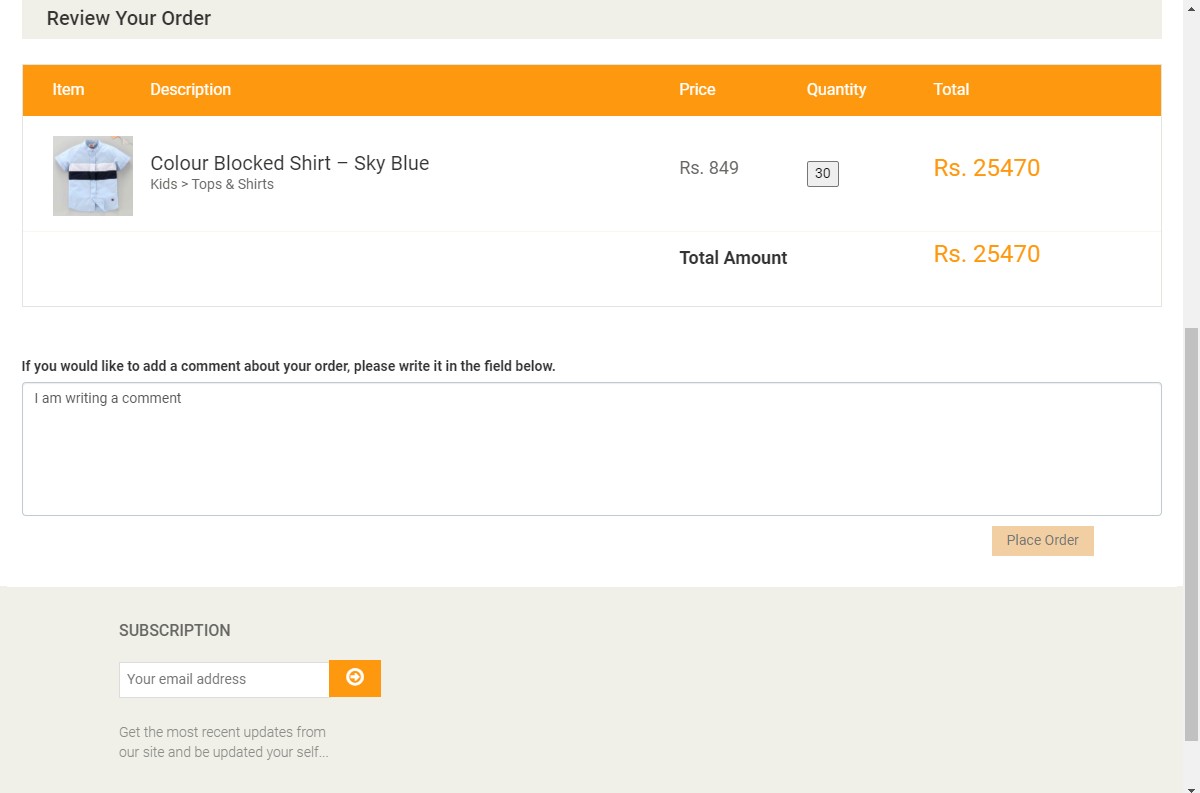 Review Your Order
Item Description Price Quantity Total
Colour Blocked Shirt – Sky Blue
Kids > Tops & Shirts
Rs. 849 30 Rs. 25470
Total Amount Rs. 25470
If you would like to add a comment about your order, please write it in the field below.
I am writing a comment
Place Order
SUBSCRIPTION
Your email address
Get the most recent updates from
our site and be updated your self...